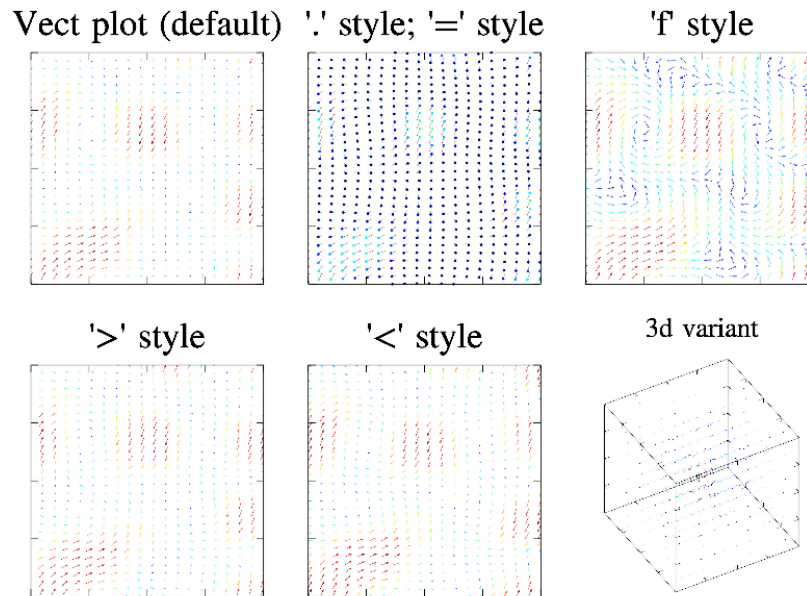 Vect plot (default)
'.' style; '=' style
'f' style
'>' style
'<' style
3d variant